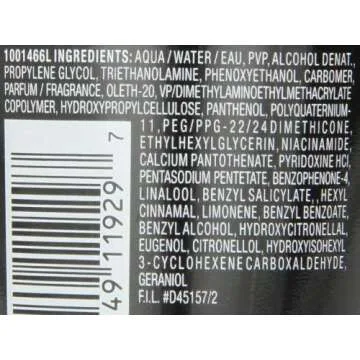 1001466L INGREDIENTS: AQUA / WATER / EAU, PVP, ALCOHOL DENAT.,
PROPYLENE GLYCOL, TRIETHANOLAMINE, PHENOXYETHANOL, CARBOMER,
PARFUM / FRAGRANCE, OLETH-20, VP/DIMETHYLAMINOETHYLMETHACRYLATE
COPOLYMER, HYDROXYPROPYLCELLULOSE, PANTHENOL, POLYQUATERNIUM-
11, PEG/PPG-22/24 DIMETHICONE,
ETHYLHEXYLGLYCERIN, NIACINAMIDE,
CALCIUM PANTOTHENATE, PYRIDOXINE HCl,
PENTASODIUM PENTETATE, BENZOPHENONE-4,
LINALOOL, BENZYL SALICYLATE, HEXYL
CINNAMAL, LIMONENE, BENZYL BENZOATE,
BENZYL ALCOHOL, HYDROXYCITRONELLAL,
EUGENOL, CITRONELLOL, HYDROXYISOHEXYL
3-CYCLOHEXENE CARBOXALDEHYDE,
GERANIOL
F.I.L. #D45157/2
49 11929 7